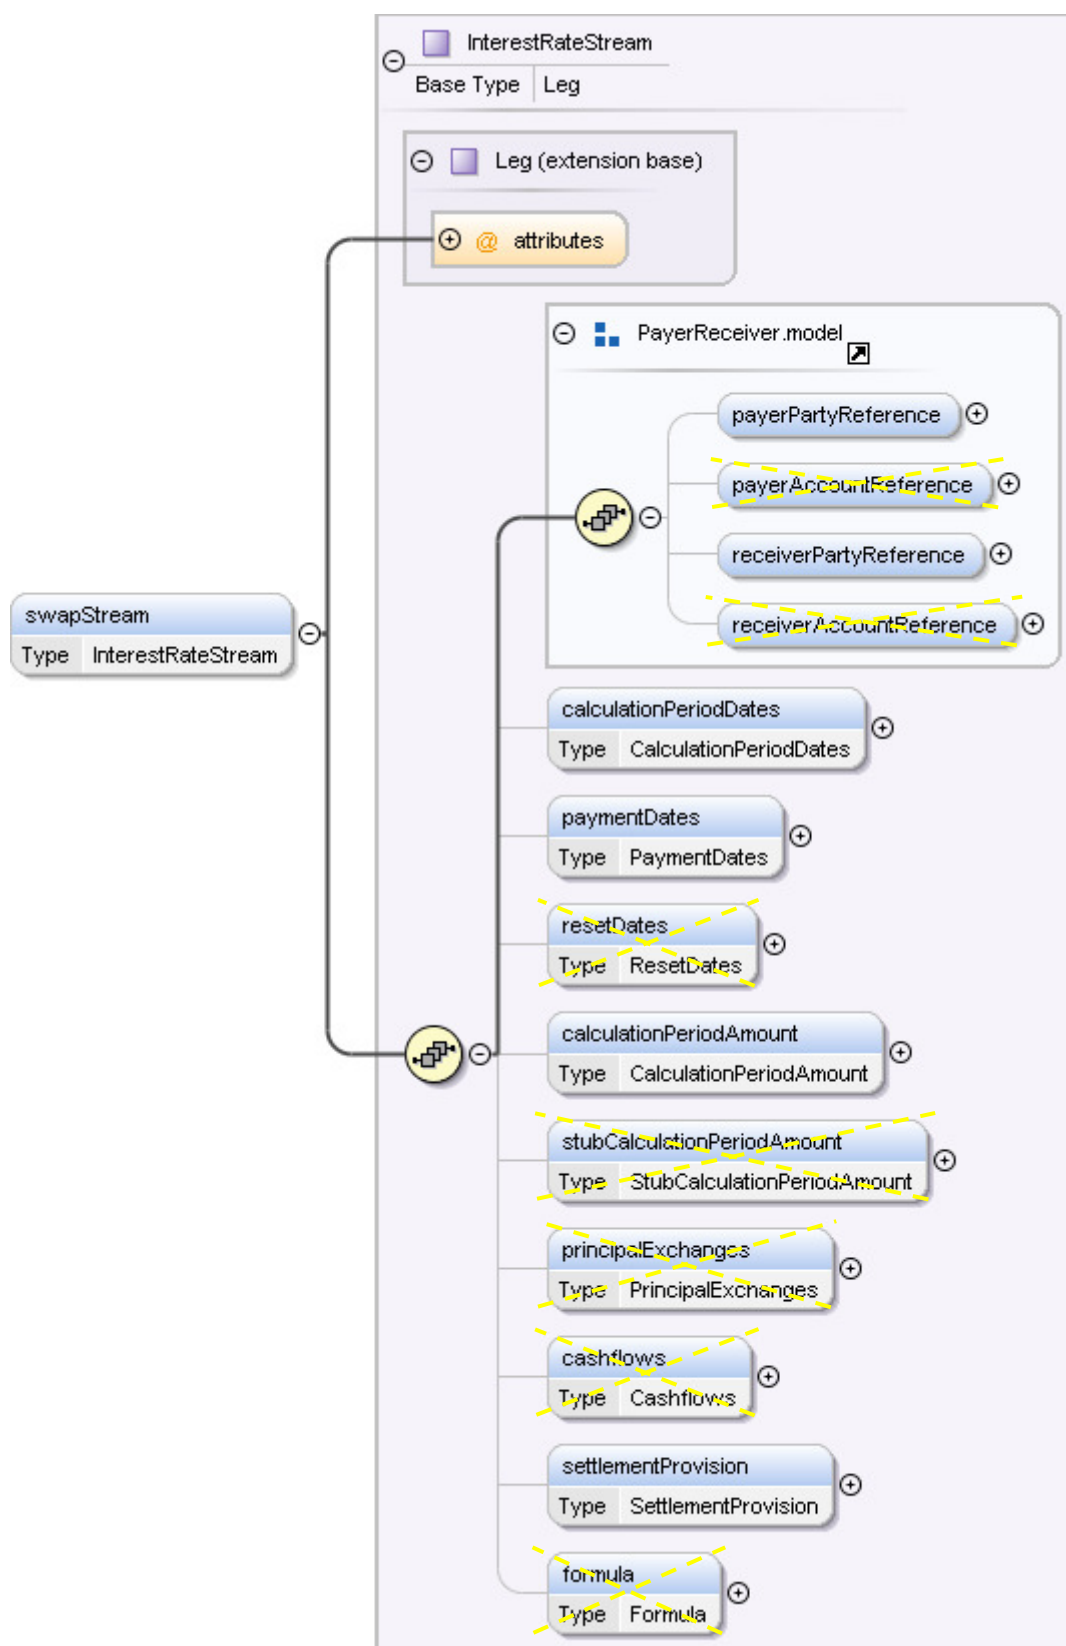 InterestRateStream
Base Type Leg
Leg (extension base)
@ attributes
PayerReceiver.model
payerPartyReference
payerAccountReference
receiverPartyReference
swapStream
receiverAccountReference
Type InterestRateStream
calculationPeriodDates
Type CalculationPeriodDates
paymentDates
Type PaymentDates
resetDates
Type ResetDates
calculationPeriodAmount
Type CalculationPeriodAmount
stubCalculationPeriodAmount
Type StubCalculationPeriodAmount
principalExchanges
Type PrincipalExchanges
cashflows
Type Cashflows
settlementProvision
Type SettlementProvision
formula
Type Formula